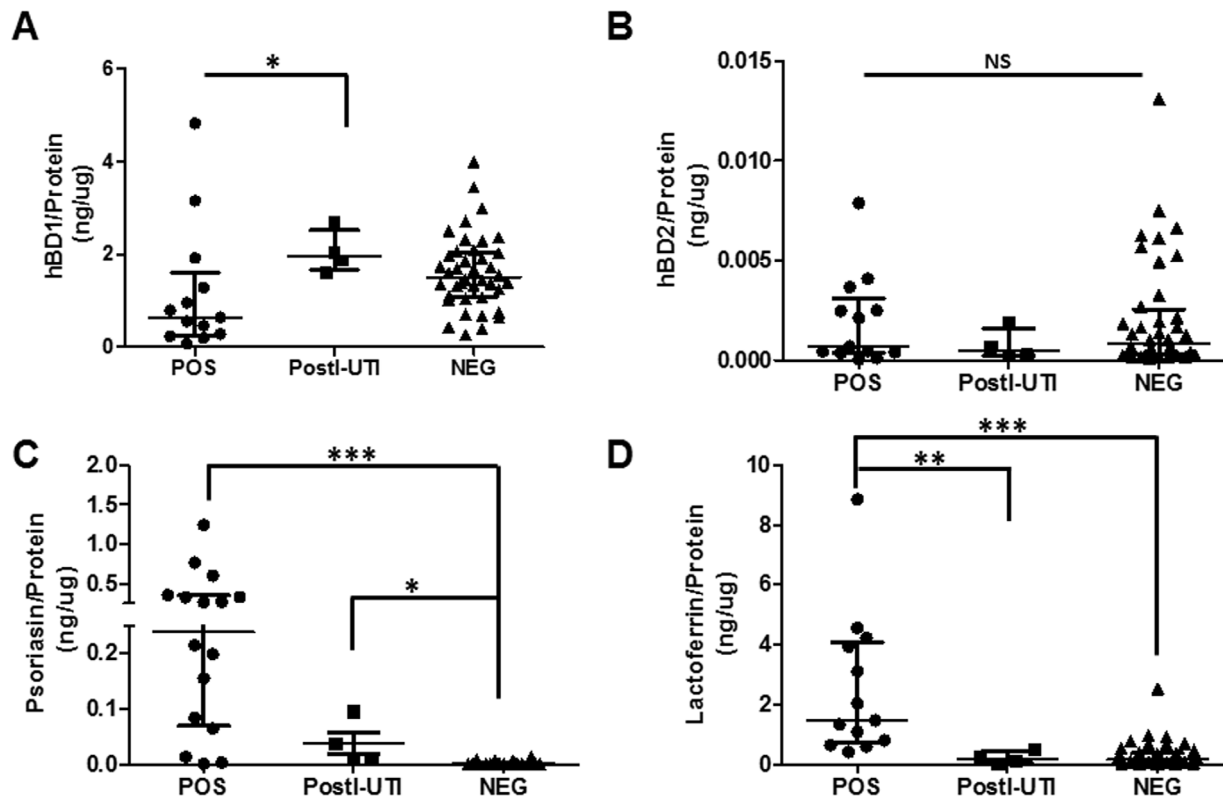 A
hBD1/Protein
(ng/ug)
6
4
2
0
*
POS
PostI-UTI
NEG
B
hBD2/Protein
(ng/ug)
0.015
0.010
0.005
0.000
NS
POS
PostI-UTI
NEG
C
Psoriasin/Protein
(ng/ug)
2.0
1.5
1.0
0.5
0.2
0.1
0.0
***
*
POS
PostI-UTI
NEG
D
Lactoferrin/Protein
(ng/ug)
10
8
6
4
2
0
***
**
POS
PostI-UTI
NEG